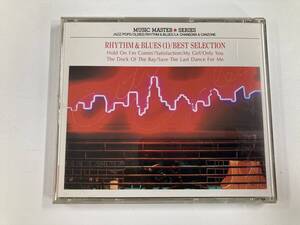 MUSIC MASTER★SERIES
JAZZ/POPS/OLDIES/RHYTHM & BLUES/LA CHANSON & CANZONE
RHYTHM & BLUES(1)/BEST SELECTION
Hold On I'm Comin'/Satisfaction/My Girl/Only You
The Dock Of The Bay/Save The Last Dance For Me